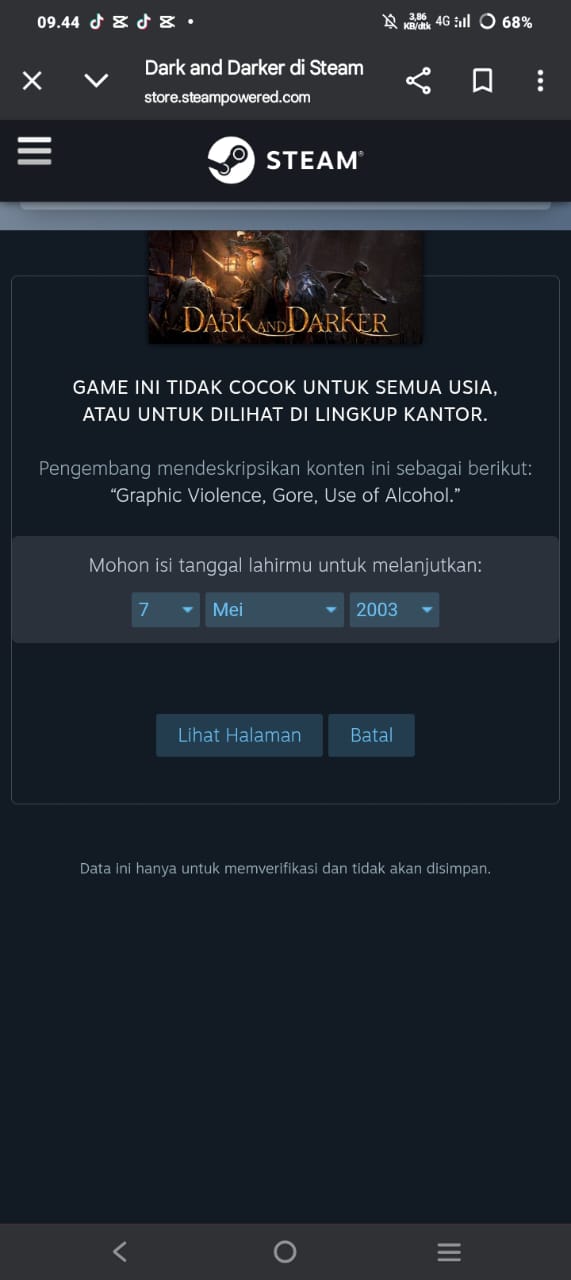 09.44
3,86
KB/dtk
4G
68%
Dark and Darker di Steam
store.steampowered.com
STEAM®
DARK AND DARKER
GAME INI TIDAK COCOK UNTUK SEMUA USIA,
ATAU UNTUK DILIHAT DI LINGKUP KANTOR.
Pengembang mendeskripsikan konten ini sebagai berikut:
“Graphic Violence, Gore, Use of Alcohol.”
Mohon isi tanggal lahirmu untuk melanjutkan:
7 Mei 2003
Lihat Halaman Batal
Data ini hanya untuk memverifikasi dan tidak akan disimpan.